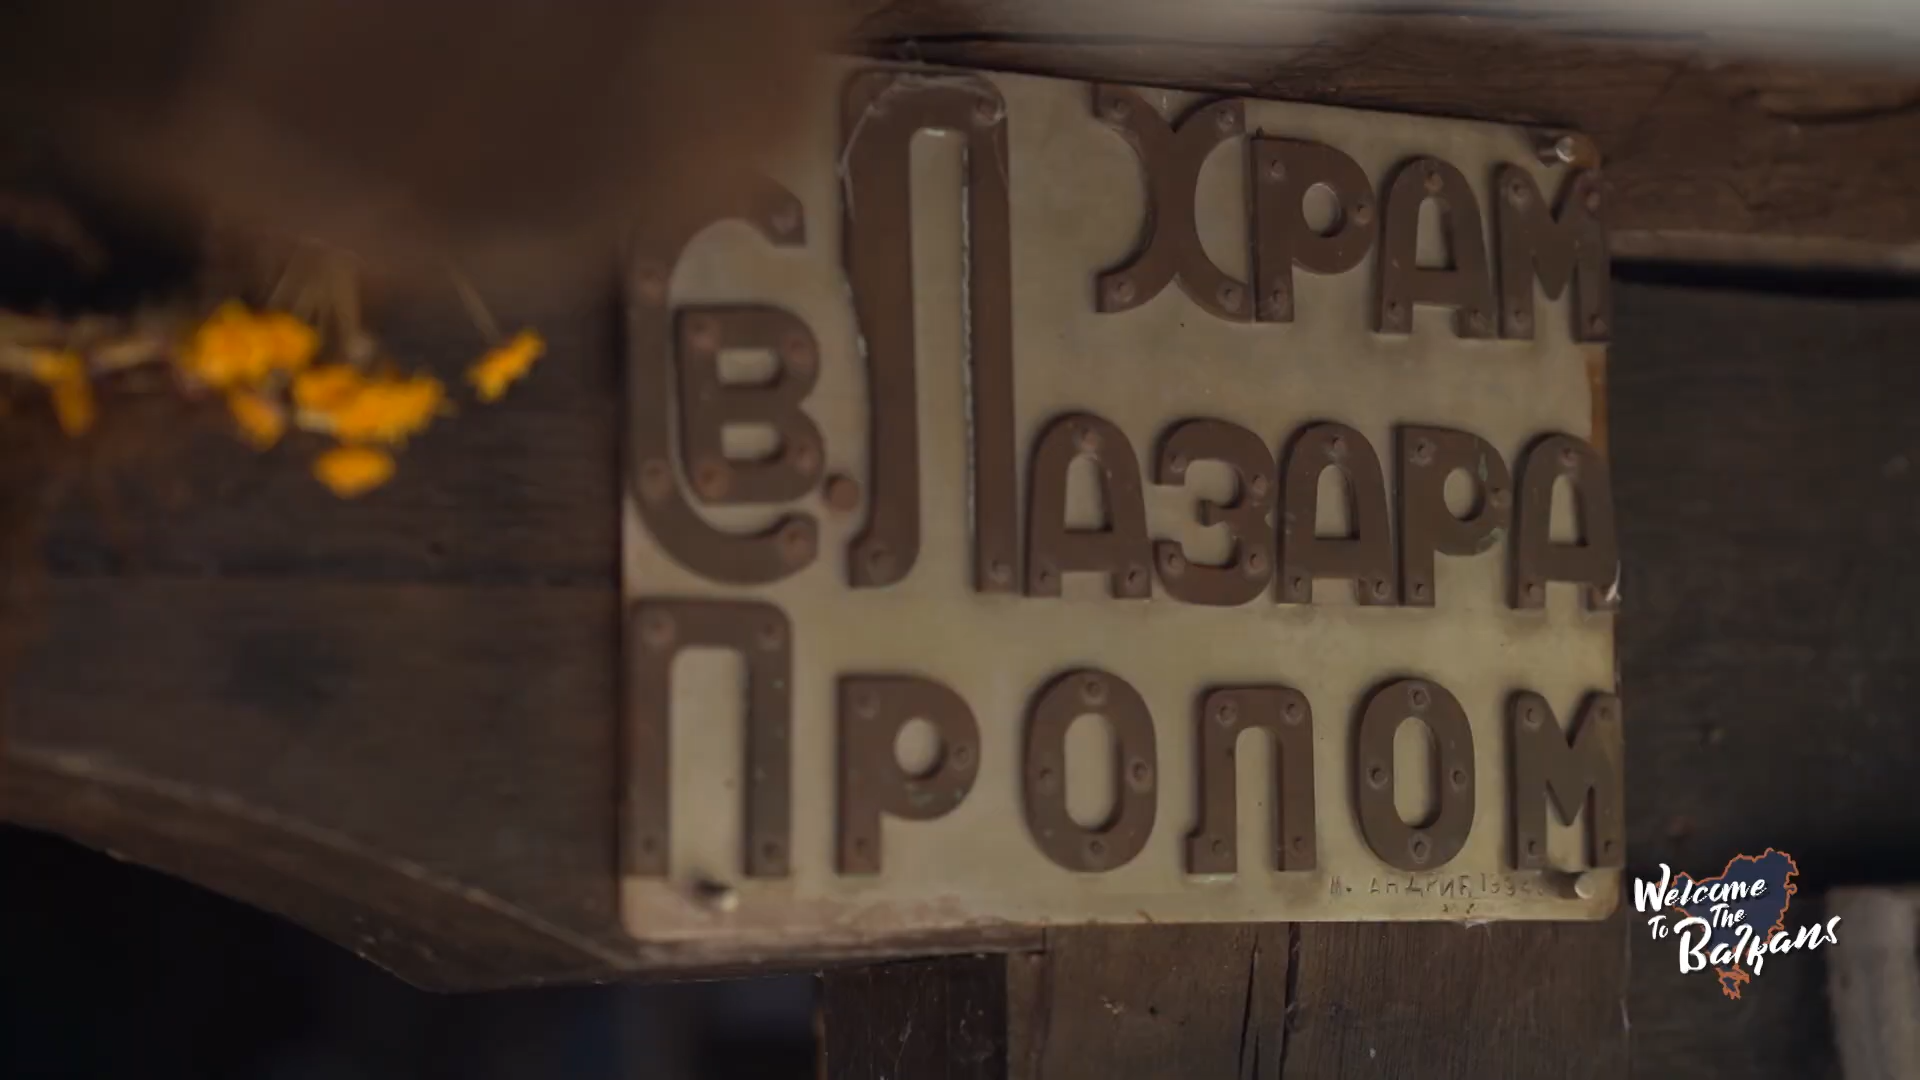 Храм
Св. Лазара
Пролом
Welcome
To The
Balkans